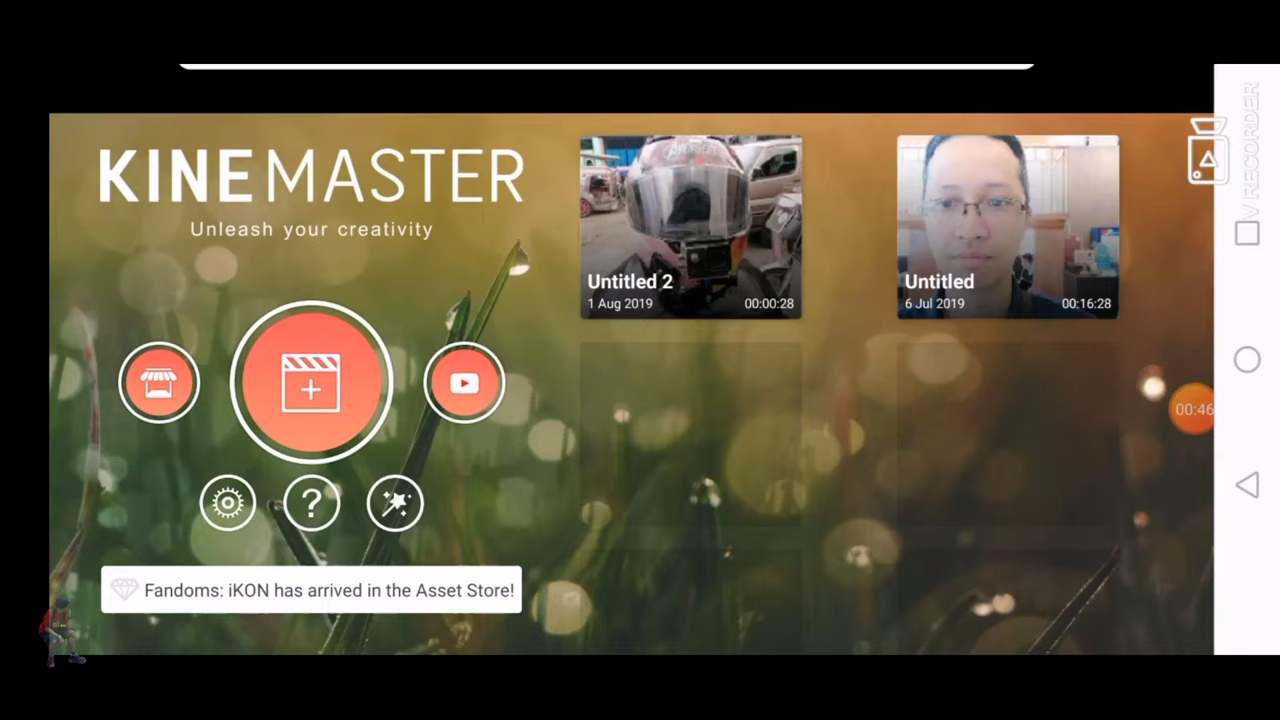 KINEMASTER
Unleash your creativity
Untitled 2
1 Aug 2019 00:00:28
Untitled
6 Jul 2019 00:16:28
V RECORDER
00:46
Fandoms: iKON has arrived in the Asset Store!